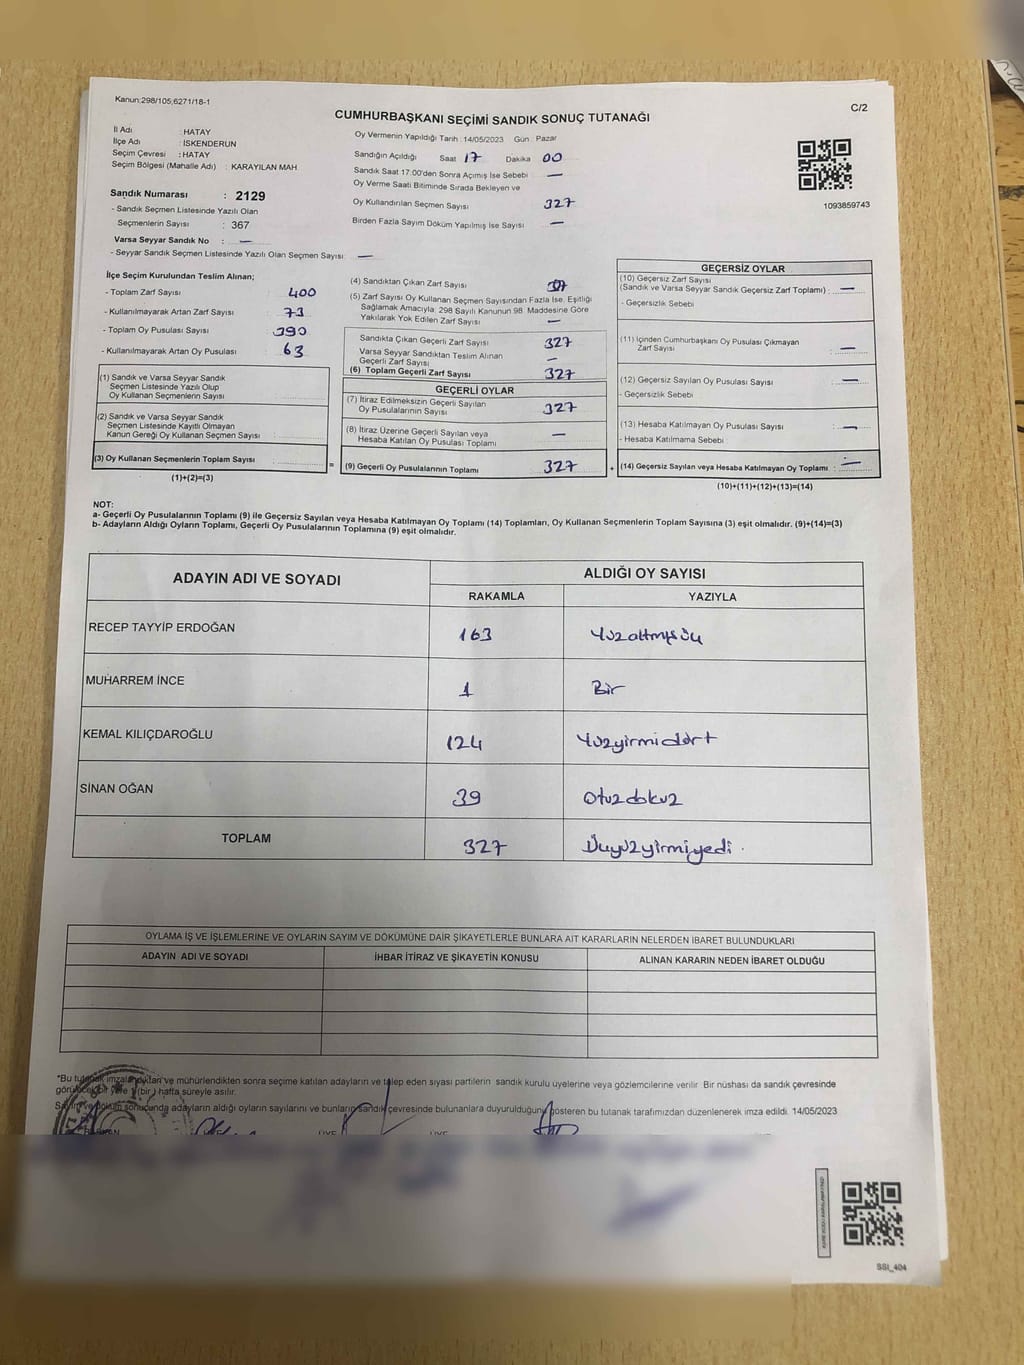 Kanun:298/105,6271/18-1
C/2
CUMHURBAŞKANI SEÇİMİ SANDIK SONUÇ TUTANAĞI
İl Adı : HATAY
İlçe Adı : İSKENDERUN
Seçim Çevresi : HATAY
Seçim Bölgesi (Mahalle Adı) : KARAYILAN MAH
Sandık Numarası : 2129
- Sandık Seçmen Listesinde Yazılı Olan
Seçmenlerin Sayısı : 367
Varsa Seyyar Sandık No : —
- Seyyar Sandık Seçmen Listesinde Yazılı Olan Seçmen Sayısı: —
Oy Vermenin Yapıldığı Tarih : 14/05/2023 Gün : Pazar
Sandığın Açıldığı Saat 17 Dakika 00
Sandık Saat 17.00'den Sonra Açımış İse Sebebi —
Oy Verme Saati Bitiminde Sırada Bekleyen ve
Oy Kullandırılan Seçmen Sayısı 327
Birden Fazla Sayım Döküm Yapılmış İse Sayısı —
1093859743
İlçe Seçim Kurulundan Teslim Alınan;
- Toplam Zarf Sayısı 400
- Kullanılmayarak Artan Zarf Sayısı : 73
- Toplam Oy Pusulası Sayısı : 390
- Kullanılmayarak Artan Oy Pusulası : 63
(1) Sandık ve Varsa Seyyar Sandık
Seçmen Listesinde Yazılı Olup
Oy Kullanan Seçmenlerin Sayısı :
(2) Sandık ve Varsa Seyyar Sandık
Seçmen Listesinde Kayıtlı Olmayan
Kanun Gereği Oy Kullanan Seçmen Sayısı :
(3) Oy Kullanan Seçmenlerin Toplam Sayısı :
(1)+(2)=(3)
(4) Sandıktan Çıkan Zarf Sayısı :
(5) Zarf Sayısı Oy Kullanan Seçmen Sayısından Fazla İse, Eşitliği
Sağlamak Amacıyla; 298 Sayılı Kanunun 98. Maddesine Göre
Yakılarak Yok Edilen Zarf Sayısı : —
Sandıkta Çıkan Geçerli Zarf Sayısı 327
Varsa Seyyar Sandıktan Teslim Alınan
Geçerli Zarf Sayısı —
(6) Toplam Geçerli Zarf Sayısı 327
GEÇERLİ OYLAR
(7) İtiraz Edilmeksizin Geçerli Sayılan
Oy Pusulalarının Sayısı 327
(8) İtiraz Üzerine Geçerli Sayılan veya
Hesaba Katılan Oy Pusulası Toplamı —
= (9) Geçerli Oy Pusulalarının Toplamı 327 +
GEÇERSİZ OYLAR
(10) Geçersiz Zarf Sayısı
(Sandık ve Varsa Seyyar Sandık Geçersiz Zarf Toplamı) : —
- Geçersizlik Sebebi
(11) İçinden Cumhurbaşkanı Oy Pusulası Çıkmayan
Zarf Sayısı : —
(12) Geçersiz Sayılan Oy Pusulası Sayısı : —
- Geçersizlik Sebebi
(13) Hesaba Katılmayan Oy Pusulası Sayısı : —
- Hesaba Katılmama Sebebi :
(14) Geçersiz Sayılan veya Hesaba Katılmayan Oy Toplamı : —
(10)+(11)+(12)+(13)=(14)
NOT:
a- Geçerli Oy Pusulalarının Toplamı (9) ile Geçersiz Sayılan veya Hesaba Katılmayan Oy Toplamı (14) Toplamları, Oy Kullanan Seçmenlerin Toplam Sayısına (3) eşit olmalıdır. (9)+(14)=(3)
b- Adayların Aldığı Oyların Toplamı, Geçerli Oy Pusulalarının Toplamına (9) eşit olmalıdır.
ADAYIN ADI VE SOYADI
ALDIĞI OY SAYISI
RAKAMLA YAZIYLA
RECEP TAYYİP ERDOĞAN 163 Yüzaltmışüç
MUHARREM İNCE 1 Bir
KEMAL KILIÇDAROĞLU 124 Yüzyirmidört
SİNAN OĞAN 39 Otuzdokuz
TOPLAM 327 Üçyüzyirmiyedi.
OYLAMA İŞ VE İŞLEMLERİNE VE OYLARIN SAYIM VE DÖKÜMÜNE DAİR ŞİKAYETLERLE BUNLARA AİT KARARLARIN NELERDEN İBARET BULUNDUKLARI
ADAYIN ADI VE SOYADI İHBAR İTİRAZ VE ŞİKAYETİN KONUSU ALINAN KARARIN NEDEN İBARET OLDUĞU
*Bu tutanak imzalandıktan ve mühürlendikten sonra seçime katılan adayların ve talep eden siyasi partilerin sandık kurulu üyelerine veya gözlemcilerine verilir. Bir nüshası da sandık çevresinde
görülecek bir yere 1(bir) hafta süreyle asılır.
Sayım ve döküm sonucunda adayların aldığı oyların sayılarını ve bunların sandık çevresinde bulunanlara duyurulduğunu gösteren bu tutanak tarafımızdan düzenlenerek imza edildi. 14/05/2023
SSI_404